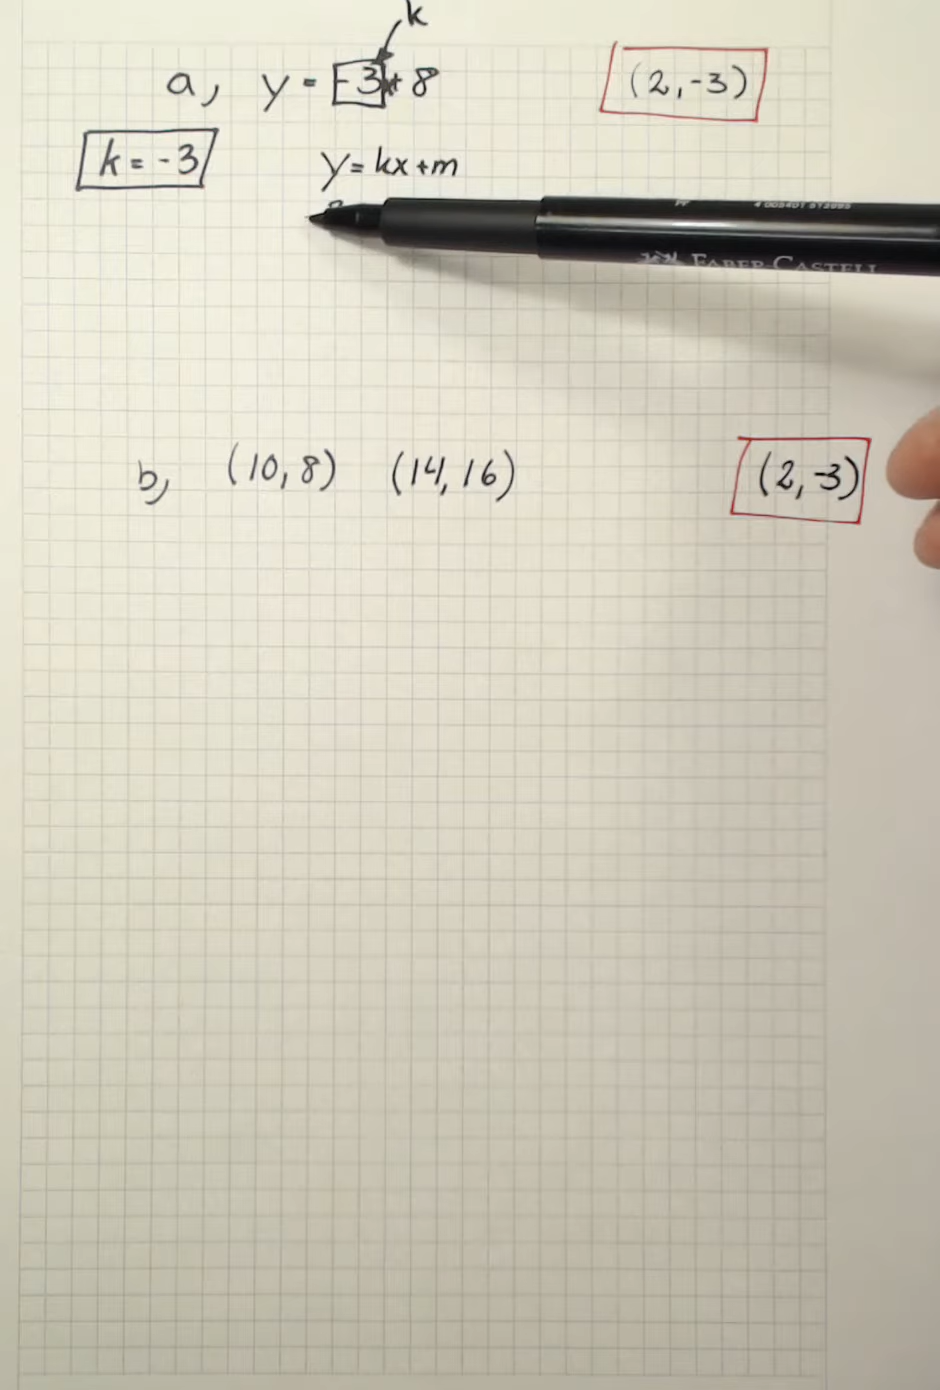 k
a, y = -3x+8 (2,-3)
k = -3
y = kx+m
FABER-CASTELL
b, (10,8) (14,16) (2,-3)